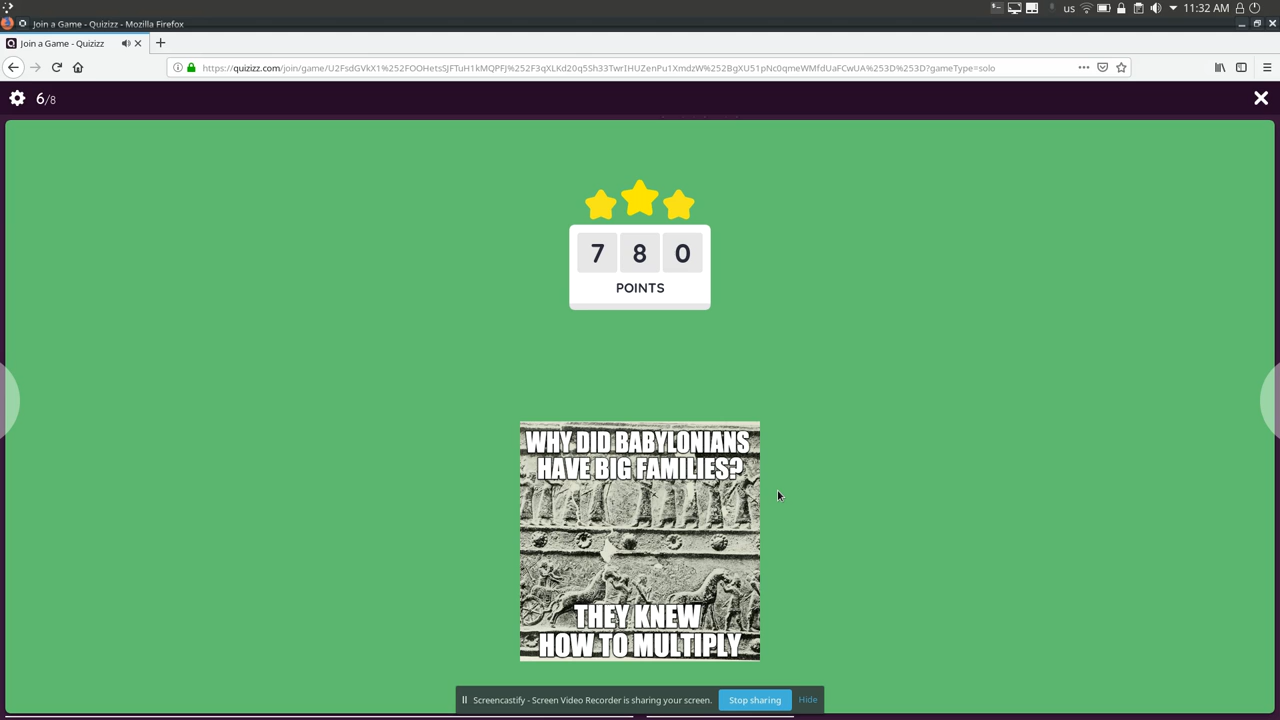 us
11:32 AM
Join a Game - Quizizz - Mozilla Firefox
Join a Game - Quizizz
https://quizizz.com/join/game/U2FsdGVkX1%252FOOHetsSJFTuH1kMQPFJ%252F3qXLKd20q5Sh33TwrIHUZenPu1XmdzW%252BgXU51pNc0qmeWMfdUaFCwUA%253D%253D?gameType=solo
6/8
7 8 0
POINTS
WHY DID BABYLONIANS
HAVE BIG FAMILIES?
THEY KNEW
HOW TO MULTIPLY
Screencastify - Screen Video Recorder is sharing your screen.
Stop sharing
Hide